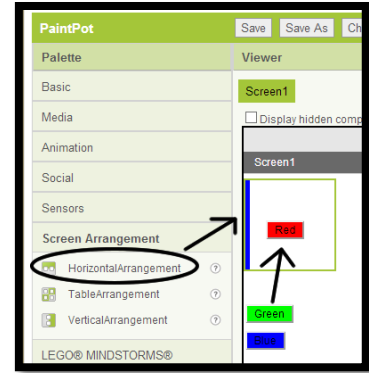 PaintPot
Save Save As Ch
Palette
Viewer
Basic
Screen1
Media
Display hidden comp
Animation
Screen1
Social
Sensors
Red
Screen Arrangement
HorizontalArrangement
TableArrangement
Green
VerticalArrangement
Blue
LEGO® MINDSTORMS®